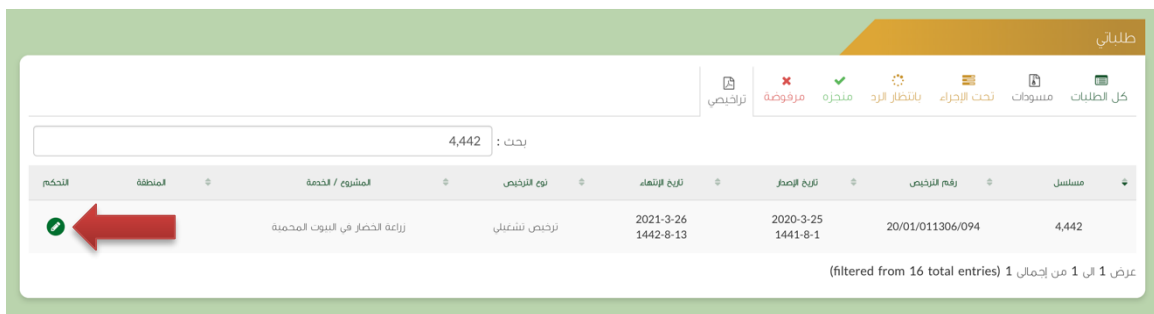 طلباتي
كل الطلبات مسودات تحت الإجراء بانتظار الرد منجزه مرفوضة تراخيصي
بحث : 4,442
مسلسل رقم الترخيص تاريخ الإصدار تاريخ الإنتهاء نوع الترخيص المشروع / الخدمة المنطقة التحكم
4,442 20/01/011306/094 2020-3-25 2021-3-26 ترخيص تشغيلي زراعة الخضار في البيوت المحمية
1441-8-1 1442-8-13
عرض 1 الى 1 من إجمالى 1 (filtered from 16 total entries)